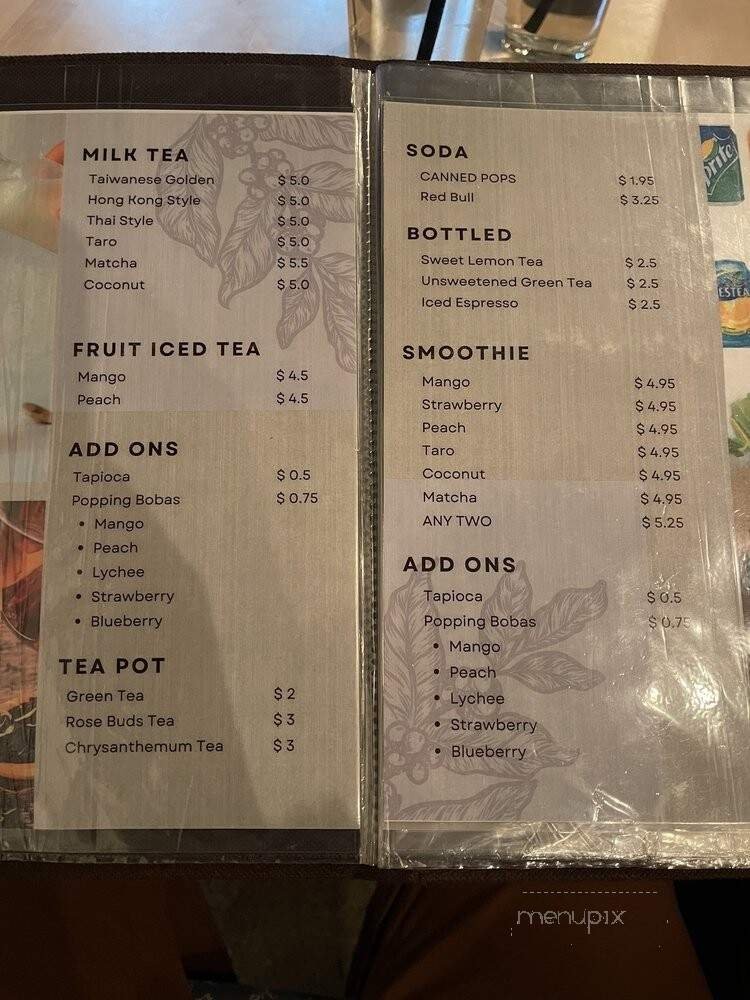 MILK TEA
Taiwanese Golden $ 5.0
Hong Kong Style $ 5.0
Thai Style $ 5.0
Taro $ 5.0
Matcha $ 5.5
Coconut $ 5.0
FRUIT ICED TEA
Mango $ 4.5
Peach $ 4.5
ADD ONS
Tapioca $ 0.5
Popping Bobas $ 0.75
• Mango
• Peach
• Lychee
• Strawberry
• Blueberry
TEA POT
Green Tea $ 2
Rose Buds Tea $ 3
Chrysanthemum Tea $ 3
SODA
CANNED POPS $ 1.95
Red Bull $ 3.25
BOTTLED
Sweet Lemon Tea $ 2.5
Unsweetened Green Tea $ 2.5
Iced Espresso $ 2.5
SMOOTHIE
Mango $ 4.95
Strawberry $ 4.95
Peach $ 4.95
Taro $ 4.95
Coconut $ 4.95
Matcha $ 4.95
ANY TWO $ 5.25
ADD ONS
Tapioca $ 0.5
Popping Bobas $ 0.75
• Mango
• Peach
• Lychee
• Strawberry
• Blueberry
Sprite
ESTEA
menupix